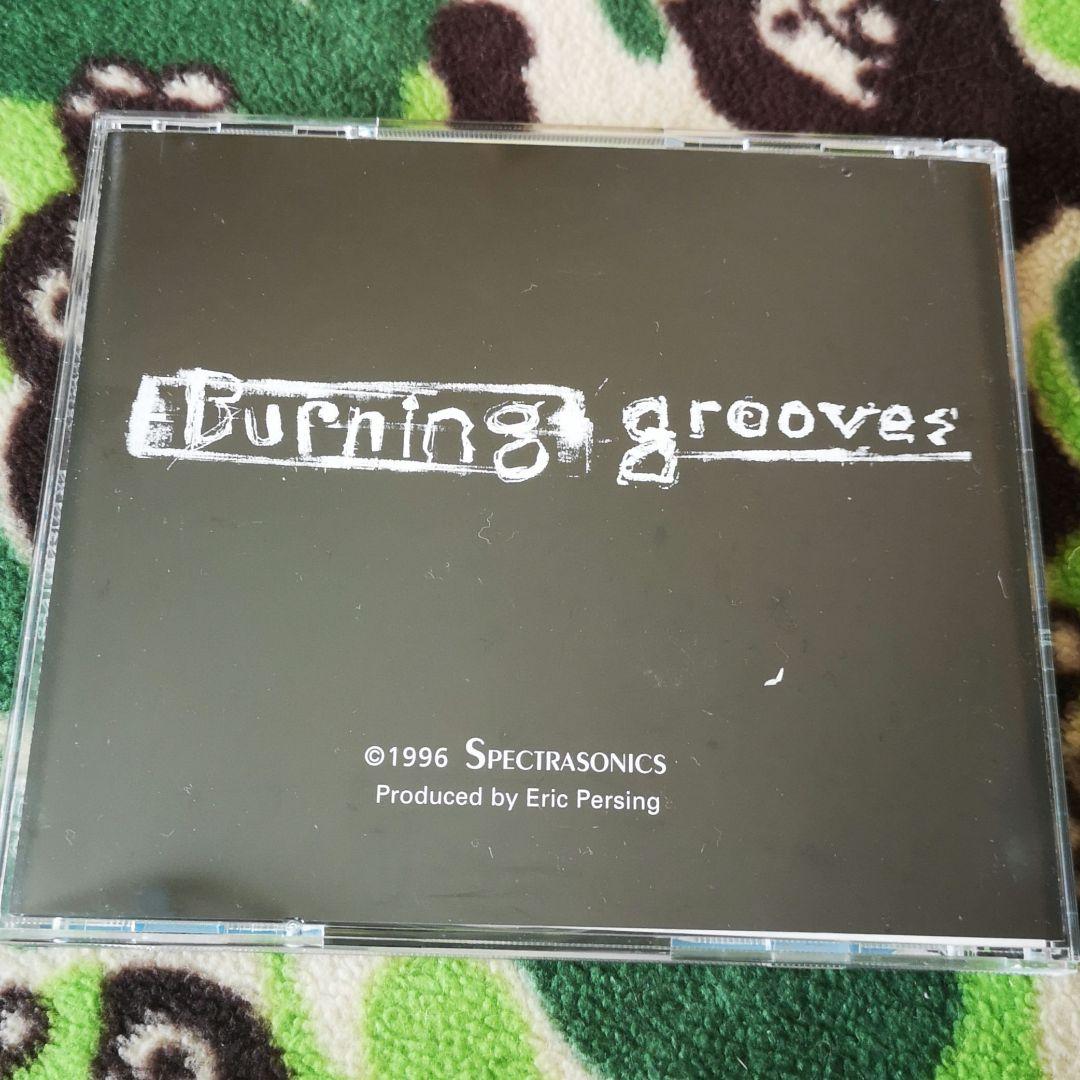 Burning grooves
©1996 SPECTRASONICS
Produced by Eric Persing